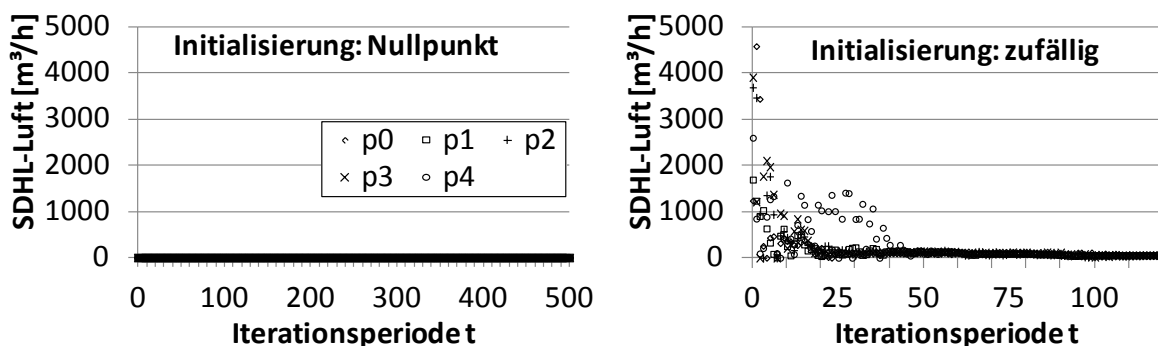 SDHL-Luft [m³/h]
5000
4000
3000
2000
1000
0
Initialisierung: Nullpunkt
p0 p1 p2
p3 p4
0 100 200 300 400 500
Iterationsperiode t
SDHL-Luft [m³/h]
5000
4000
3000
2000
1000
0
Initialisierung: zufällig
0 25 50 75 100
Iterationsperiode t